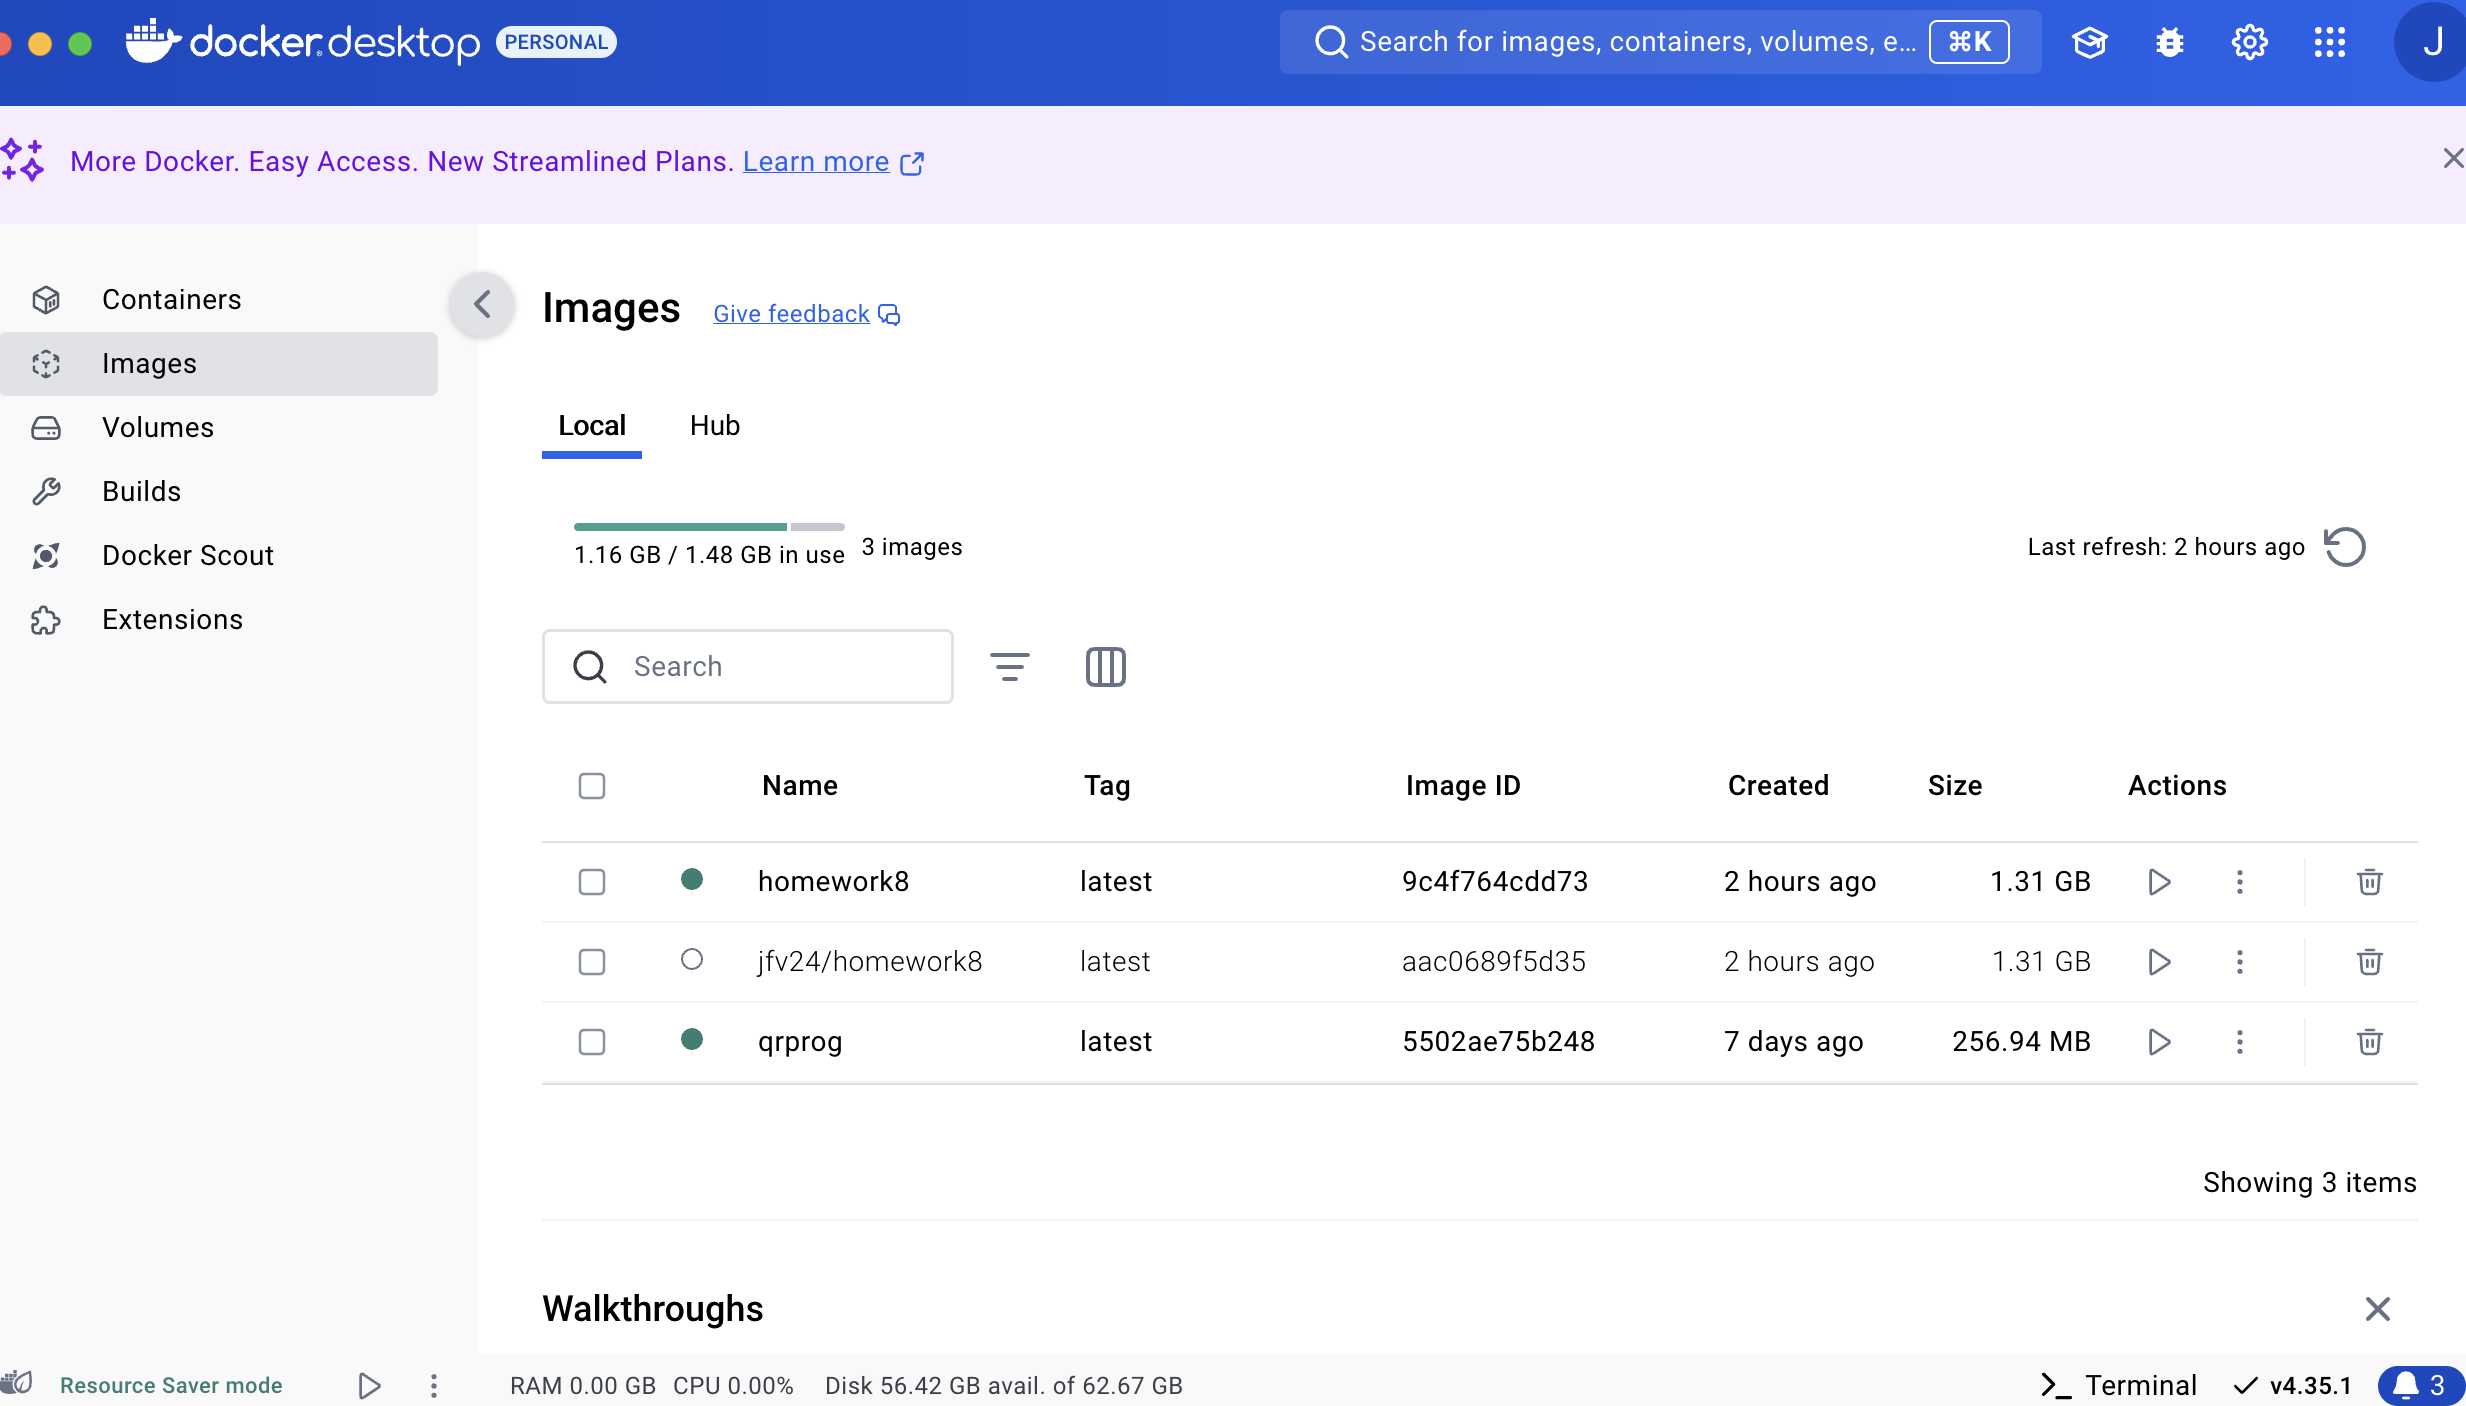 docker desktop PERSONAL
Search for images, containers, volumes, e... ⌘K
J
More Docker. Easy Access. New Streamlined Plans. Learn more
Containers
Images
Volumes
Builds
Docker Scout
Extensions
Images Give feedback
Local Hub
1.16 GB / 1.48 GB in use 3 images
Last refresh: 2 hours ago
Search
Name Tag Image ID Created Size Actions
homework8 latest 9c4f764cdd73 2 hours ago 1.31 GB
jfv24/homework8 latest aac0689f5d35 2 hours ago 1.31 GB
qrprog latest 5502ae75b248 7 days ago 256.94 MB
Showing 3 items
Walkthroughs
Resource Saver mode RAM 0.00 GB CPU 0.00% Disk 56.42 GB avail. of 62.67 GB Terminal v4.35.1 3